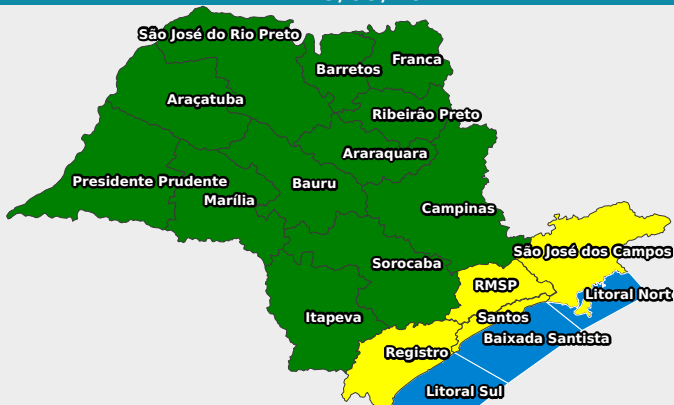 São José do Rio Preto
Franca
Barretos
Araçatuba
Ribeirão Preto
Araraquara
Presidente Prudente
Bauru
Marília
Campinas
São José dos Campos
Sorocaba
RMSP
Litoral Nort
Itapeva
Santos
Baixada Santista
Registro
Litoral Sul